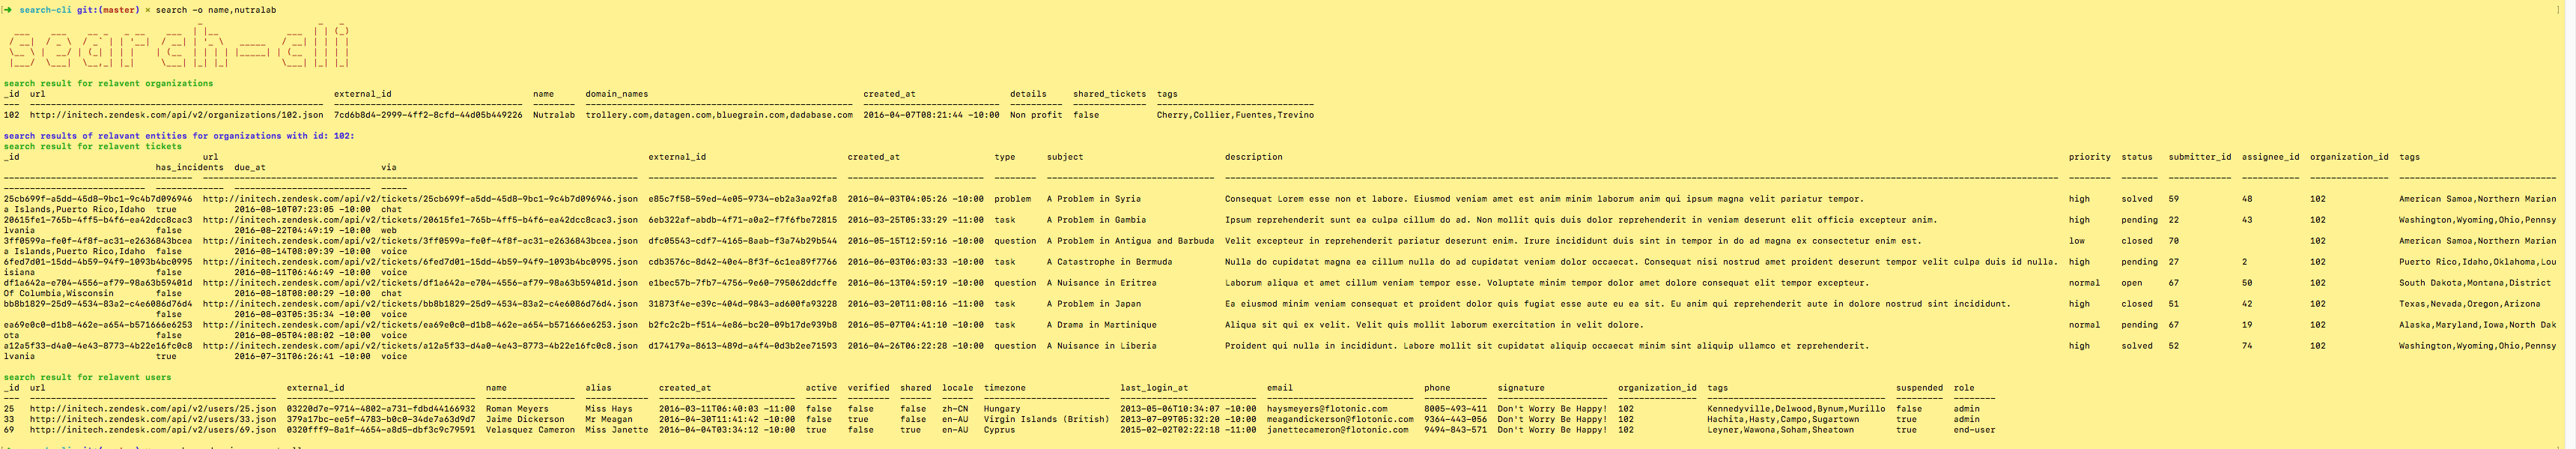 ➜ search-cli git:(master) × search -o name,nutralab
search-cli
search result for relavent organizations
_id url external_id name domain_names created_at details shared_tickets tags
102 http://initech.zendesk.com/api/v2/organizations/102.json 7cd6b8d4-2999-4ff2-8cfd-44d05b449226 Nutralab trollery.com,datagen.com,bluegrain.com,dadabase.com 2016-04-07T08:21:44 -10:00 Non profit false Cherry,Collier,Fuentes,Trevino
search results of relavant entities for organizations with id: 102:
search result for relavent tickets
_id url external_id created_at type subject description priority status submitter_id assignee_id organization_id tags
has_incidents due_at via
25cb699f-a5dd-45d8-9bc1-9c4b7d096946 http://initech.zendesk.com/api/v2/tickets/25cb699f-a5dd-45d8-9bc1-9c4b7d096946.json e85c7f58-59ed-4e05-9734-eb2a3aa92fa8 2016-04-03T04:05:26 -10:00 problem A Problem in Syria Consequat Lorem esse non et labore. Eiusmod veniam amet est anim minim laborum anim qui ipsum magna velit pariatur tempor. high solved 59 48 102 American Samoa,Northern Marian
a Islands,Puerto Rico,Idaho true 2016-08-10T07:23:05 -10:00 chat
20615fe1-765b-4ff5-b4f6-ea42dcc8cac3 http://initech.zendesk.com/api/v2/tickets/20615fe1-765b-4ff5-b4f6-ea42dcc8cac3.json 6eb322af-abdb-4f71-a0a2-f7f6fbe72815 2016-03-25T05:33:29 -11:00 task A Problem in Gambia Ipsum reprehenderit sunt ea culpa cillum do ad. Non mollit quis duis dolor reprehenderit in veniam deserunt elit officia excepteur anim. high pending 22 43 102 Washington,Wyoming,Ohio,Pennsy
lvania false 2016-08-22T04:49:19 -10:00 web
3ff0599a-fe0f-4f8f-ac31-e2636843bcea http://initech.zendesk.com/api/v2/tickets/3ff0599a-fe0f-4f8f-ac31-e2636843bcea.json dfc05543-cdf7-4165-8aab-f3a74b29b544 2016-05-15T12:59:16 -10:00 question A Problem in Antigua and Barbuda Velit excepteur in reprehenderit pariatur deserunt enim. Irure incididunt duis sint in tempor in do ad magna ex consectetur enim est. low closed 70 102 American Samoa,Northern Marian
a Islands,Puerto Rico,Idaho false 2016-08-14T08:09:39 -10:00 voice
6fed7d01-15dd-4b59-94f9-1093b4bc0995 http://initech.zendesk.com/api/v2/tickets/6fed7d01-15dd-4b59-94f9-1093b4bc0995.json cdb3576c-8d42-40e4-8f3f-6c1ea89f7766 2016-06-03T06:03:33 -10:00 task A Catastrophe in Bermuda Nulla do cupidatat magna ea cillum nulla do ad cupidatat veniam dolor occaecat. Consequat nisi nostrud amet proident deserunt tempor velit culpa duis id nulla. high pending 27 2 102 Puerto Rico,Idaho,Oklahoma,Lou
isiana false 2016-08-11T06:46:49 -10:00 voice
df1a642a-e704-4556-af79-98a63b59401d http://initech.zendesk.com/api/v2/tickets/df1a642a-e704-4556-af79-98a63b59401d.json e1bec57b-7fb7-4756-9e60-795062ddcffe 2016-06-13T04:59:19 -10:00 question A Nuisance in Eritrea Laborum aliqua et amet cillum veniam tempor esse. Voluptate minim tempor dolor amet dolore consequat elit tempor excepteur. normal open 67 50 102 South Dakota,Montana,District
Of Columbia,Wisconsin false 2016-08-18T08:00:29 -10:00 chat
bb8b1829-25d9-4534-83a2-c4e6086d76d4 http://initech.zendesk.com/api/v2/tickets/bb8b1829-25d9-4534-83a2-c4e6086d76d4.json 31873f4e-e39c-404d-9843-ad600fa93228 2016-03-20T11:08:16 -11:00 task A Problem in Japan Ea eiusmod minim veniam consequat et proident dolor quis fugiat esse aute eu ea sit. Eu anim qui reprehenderit aute in dolore nostrud sint incididunt. high closed 51 42 102 Texas,Nevada,Oregon,Arizona
false 2016-08-03T05:35:34 -10:00 voice
ea69e0c0-d1b8-462e-a654-b571666e6253 http://initech.zendesk.com/api/v2/tickets/ea69e0c0-d1b8-462e-a654-b571666e6253.json b2fc2c2b-f514-4e86-bc20-09b17de939b8 2016-05-07T04:41:10 -10:00 task A Drama in Martinique Aliqua sit qui ex velit. Velit quis mollit laborum exercitation in velit dolore. normal pending 67 19 102 Alaska,Maryland,Iowa,North Dak
ota false 2016-08-05T04:08:02 -10:00 voice
a12a5f33-d4a0-4e43-8773-4b22e16fc0c8 http://initech.zendesk.com/api/v2/tickets/a12a5f33-d4a0-4e43-8773-4b22e16fc0c8.json d174179a-8613-489d-a4f4-0d3b2ee71593 2016-04-26T06:22:28 -10:00 question A Nuisance in Liberia Proident qui nulla in incididunt. Labore mollit sit cupidatat aliquip occaecat minim sint aliquip ullamco et reprehenderit. high solved 52 74 102 Washington,Wyoming,Ohio,Pennsy
lvania true 2016-07-31T06:26:41 -10:00 voice
search result for relavent users
_id url external_id name alias created_at active verified shared locale timezone last_login_at email phone signature organization_id tags suspended role
25 http://initech.zendesk.com/api/v2/users/25.json 03220d7e-9714-4802-a731-fdbd44166932 Roman Meyers Miss Hays 2016-03-11T06:40:03 -11:00 false false false zh-CN Hungary 2013-05-06T10:34:07 -10:00 haysmeyers@flotonic.com 8005-493-411 Don't Worry Be Happy! 102 Kennedyville,Delwood,Bynum,Murillo false admin
33 http://initech.zendesk.com/api/v2/users/33.json 379a17bc-ee5f-4783-b0c0-34de7a63d9d7 Jaime Dickerson Mr Meagan 2016-04-30T11:41:42 -10:00 false true false en-AU Virgin Islands (British) 2013-07-09T05:32:20 -10:00 meagandickerson@flotonic.com 9364-443-056 Don't Worry Be Happy! 102 Hachita,Hasty,Campo,Sugartown true admin
69 http://initech.zendesk.com/api/v2/users/69.json 0320fff9-8a1f-4654-a8d5-dbf3c9c79591 Velasquez Cameron Miss Janette 2016-04-04T03:34:12 -10:00 true false true en-AU Cyprus 2015-02-02T02:22:18 -11:00 janettecameron@flotonic.com 9494-843-571 Don't Worry Be Happy! 102 Leyner,Wawona,Soham,Sheatown true end-user